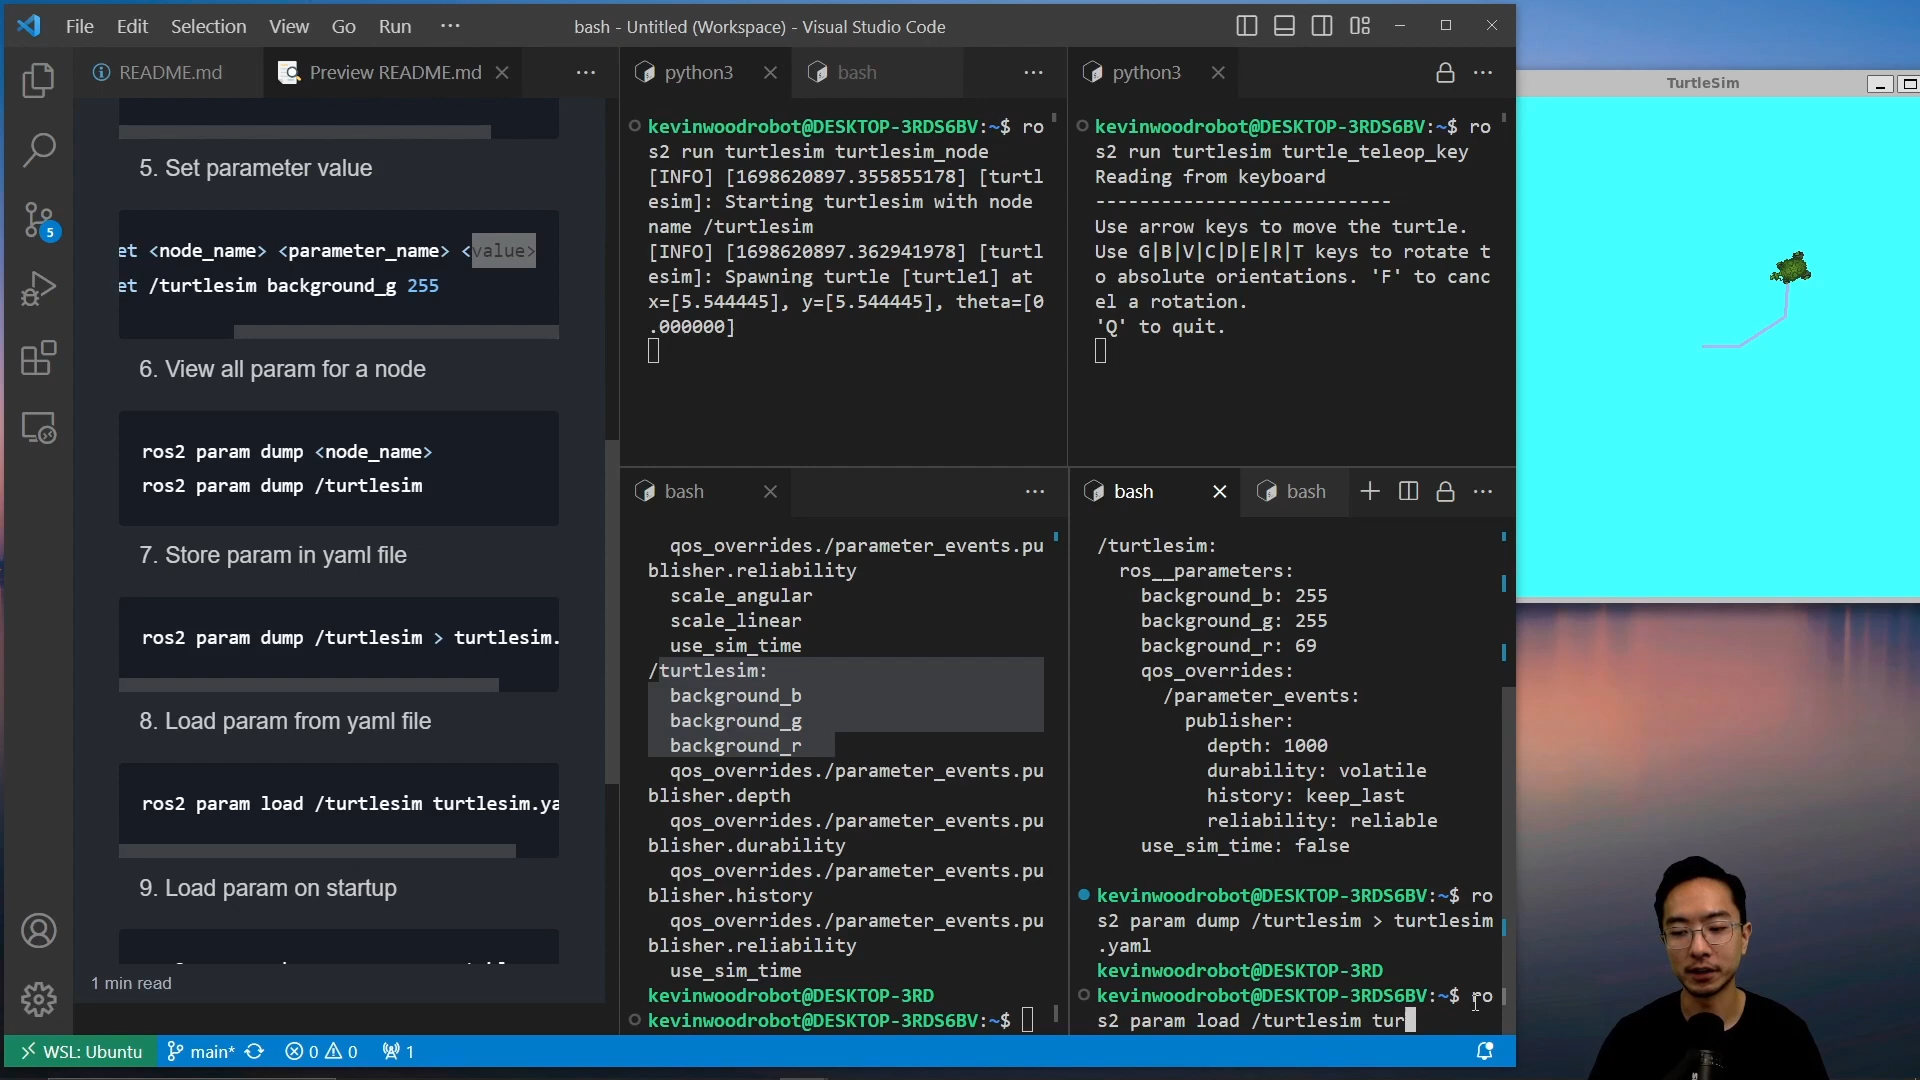 File Edit Selection View Go Run ···
bash - Untitled (Workspace) - Visual Studio Code
README.md
Preview README.md
5. Set parameter value
et <node_name> <parameter_name> <value>
et /turtlesim background_g 255
6. View all param for a node
ros2 param dump <node_name>
ros2 param dump /turtlesim
7. Store param in yaml file
ros2 param dump /turtlesim > turtlesim.
8. Load param from yaml file
ros2 param load /turtlesim turtlesim.ya
9. Load param on startup
1 min read
python3
bash
kevinwoodrobot@DESKTOP-3RDS6BV:~$ ro
s2 run turtlesim turtlesim_node
[INFO] [1698620897.355855178] [turtl
esim]: Starting turtlesim with node
name /turtlesim
[INFO] [1698620897.362941978] [turtl
esim]: Spawning turtle [turtle1] at
x=[5.544445], y=[5.544445], theta=[0
.000000]
python3
kevinwoodrobot@DESKTOP-3RDS6BV:~$ ro
s2 run turtlesim turtle_teleop_key
Reading from keyboard
---------------------------
Use arrow keys to move the turtle.
Use G|B|V|C|D|E|R|T keys to rotate t
o absolute orientations. 'F' to canc
el a rotation.
'Q' to quit.
bash
qos_overrides./parameter_events.pu
blisher.reliability
scale_angular
scale_linear
use_sim_time
/turtlesim:
background_b
background_g
background_r
qos_overrides./parameter_events.pu
blisher.depth
qos_overrides./parameter_events.pu
blisher.durability
qos_overrides./parameter_events.pu
blisher.history
qos_overrides./parameter_events.pu
blisher.reliability
use_sim_time
kevinwoodrobot@DESKTOP-3RD
kevinwoodrobot@DESKTOP-3RDS6BV:~$
bash
bash
/turtlesim:
ros__parameters:
background_b: 255
background_g: 255
background_r: 69
qos_overrides:
/parameter_events:
publisher:
depth: 1000
durability: volatile
history: keep_last
reliability: reliable
use_sim_time: false
kevinwoodrobot@DESKTOP-3RDS6BV:~$ ro
s2 param dump /turtlesim > turtlesim
.yaml
kevinwoodrobot@DESKTOP-3RD
kevinwoodrobot@DESKTOP-3RDS6BV:~$ ro
s2 param load /turtlesim tur
TurtleSim
5
WSL: Ubuntu
main*
0
0
1